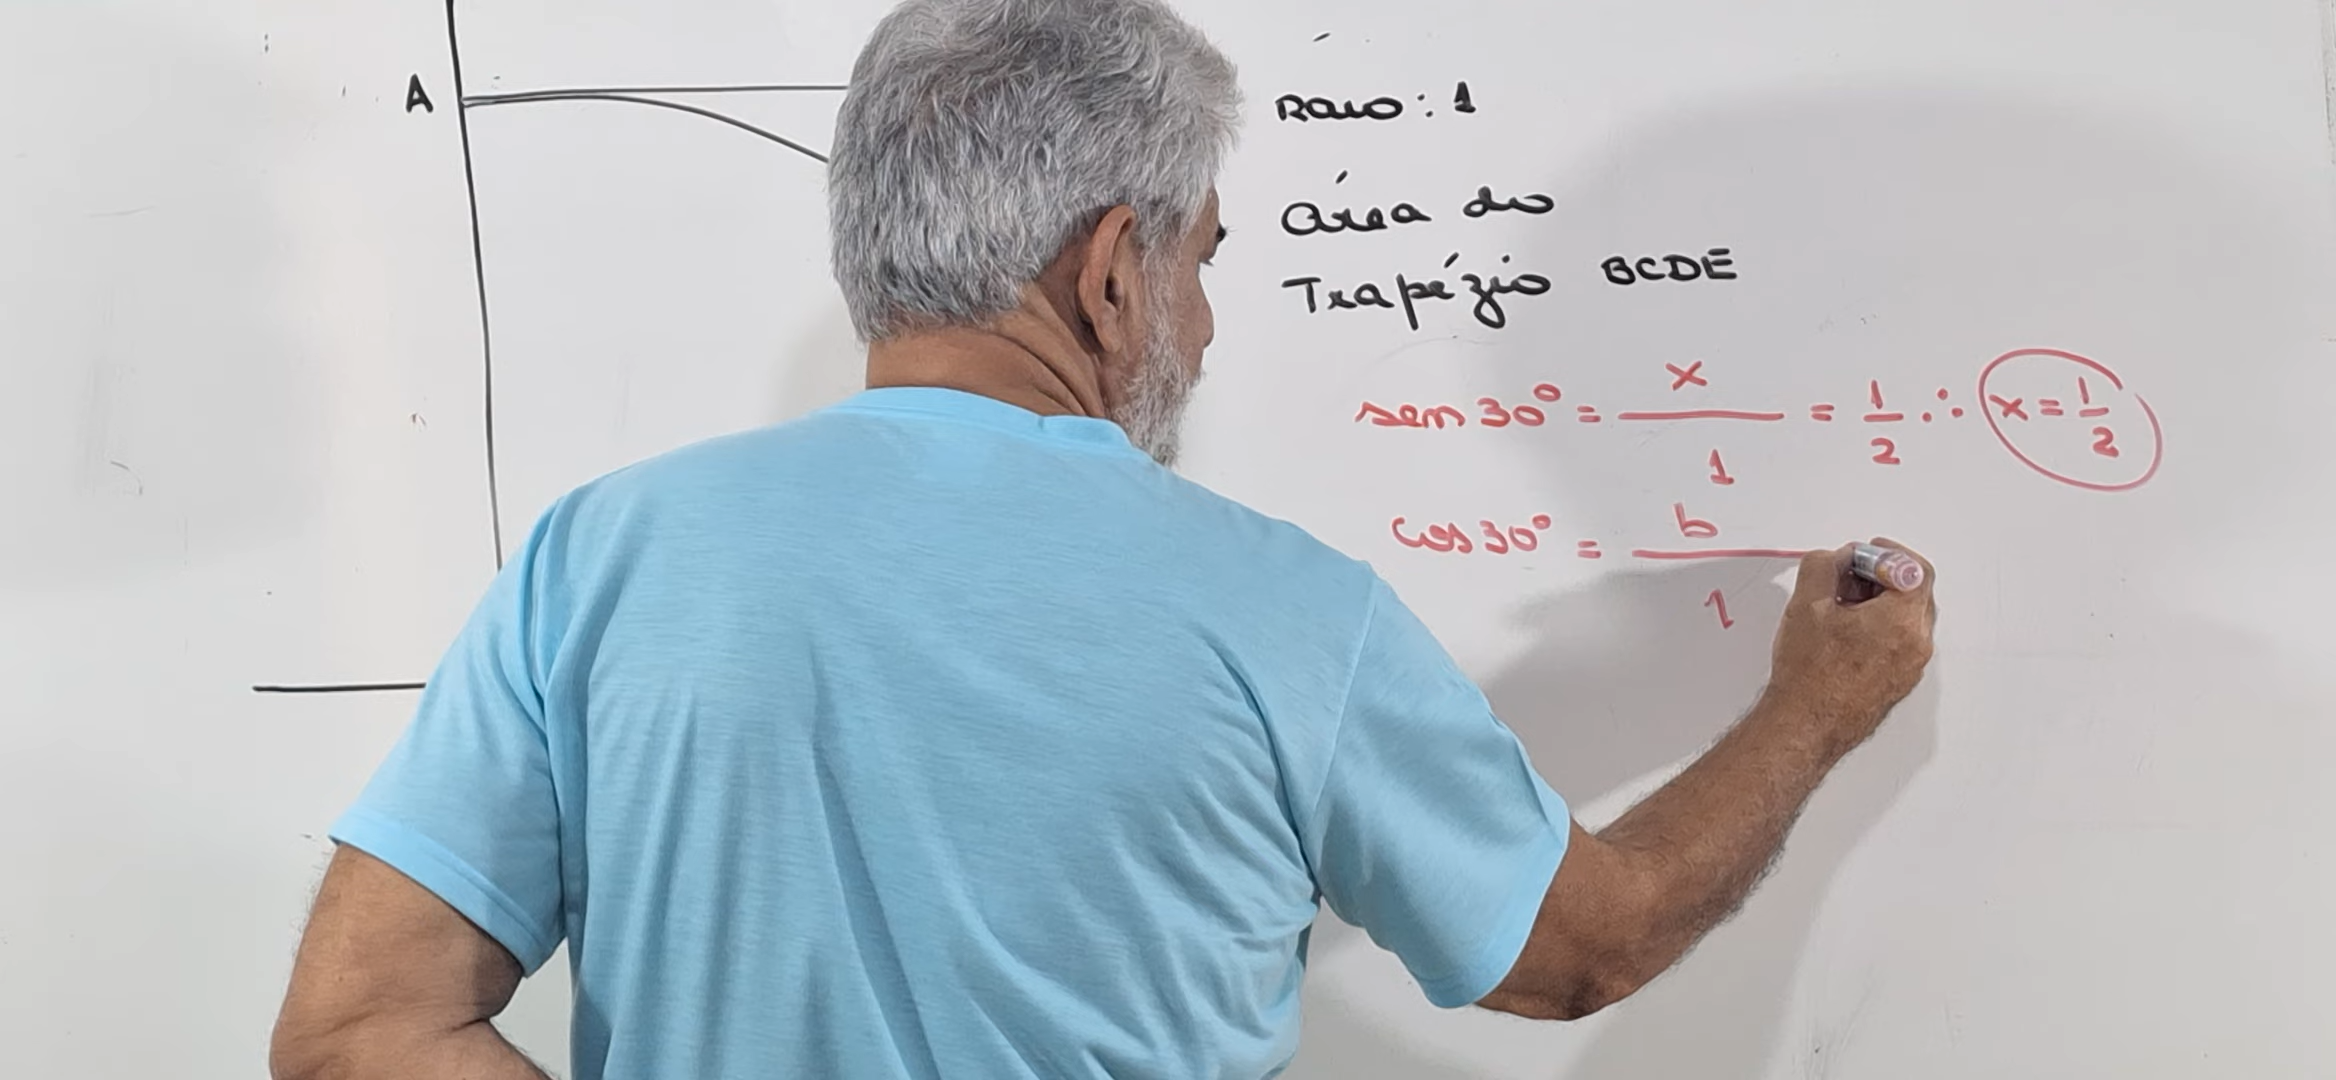 A
Raio : 1
Área do
Trapézio BCDE
sen 30° = x/1 = 1/2 ∴ x = 1/2
cos 30° = b/1